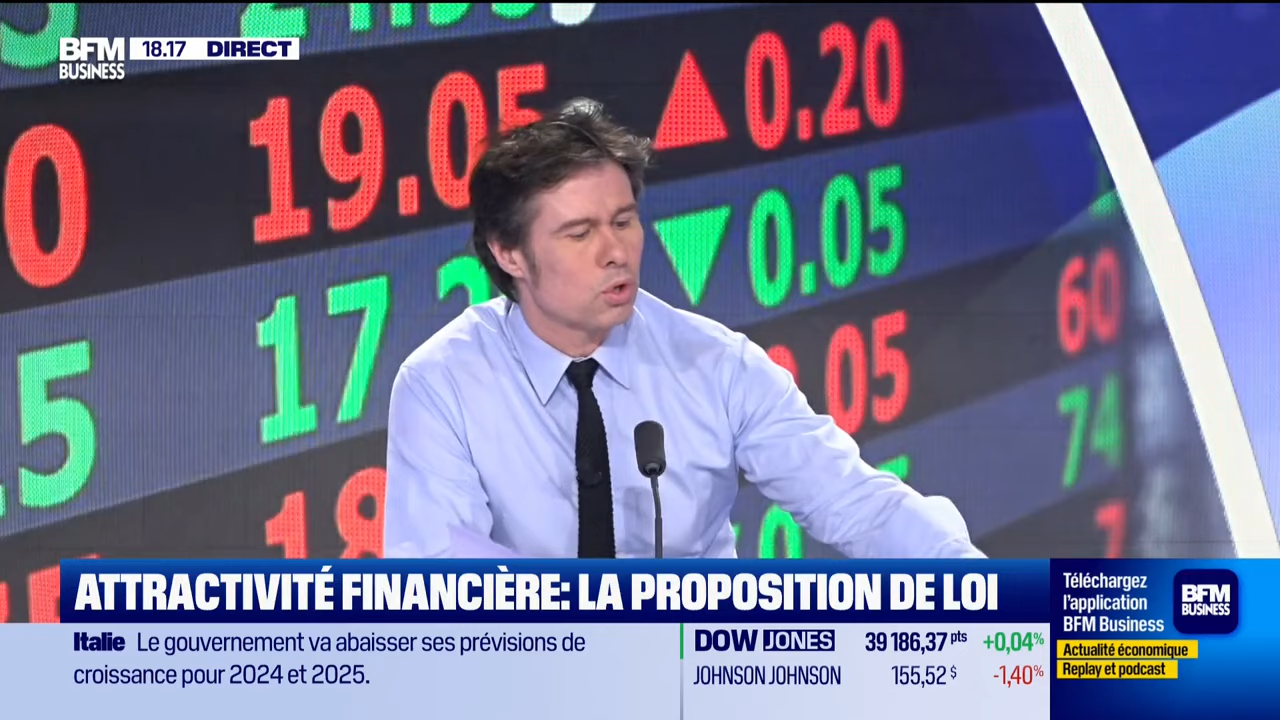 BFM
BUSINESS
18.17 DIRECT
19.05 0.20
0.05
.05
60
74
ATTRACTIVITÉ FINANCIÈRE: LA PROPOSITION DE LOI
Italie Le gouvernement va abaisser ses prévisions de
croissance pour 2024 et 2025.
DOW JONES 39 186,37 pts +0,04%
JOHNSON JOHNSON 155,52 $ -1,40%
Téléchargez
l'application
BFM Business
BFM
BUSINESS
Actualité économique
Replay et podcast